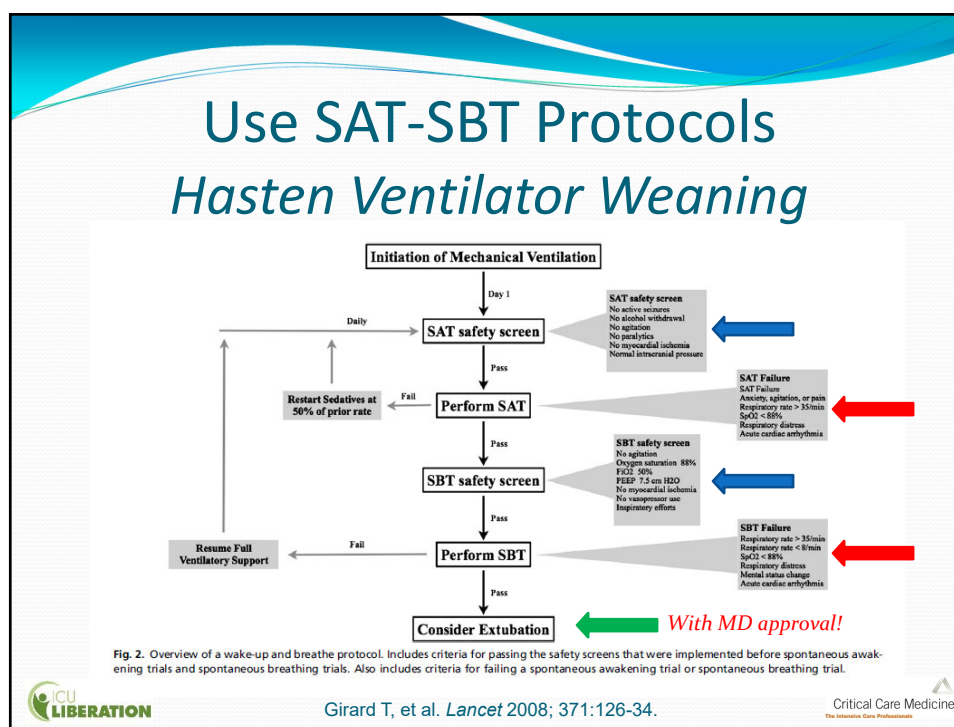 Use SAT-SBT Protocols
Hasten Ventilator Weaning
Initiation of Mechanical Ventilation
Day 1
SAT safety screen
No active seizures
No alcohol withdrawal
No agitation
No paralytics
No myocardial ischemia
Normal intracranial pressure
Daily
SAT safety screen
Pass
SAT Failure
SAT Failure
Anxiety, agitation, or pain
Respiratory rate > 35/min
SpO2 < 88%
Respiratory distress
Acute cardiac arrhythmia
Restart Sedatives at
50% of prior rate
Fail
Perform SAT
Pass
SBT safety screen
No agitation
Oxygen saturation 88%
FiO2 50%
PEEP 7.5 cm H2O
No myocardial ischemia
No vasopressor use
Inspiratory efforts
SBT safety screen
Pass
SBT Failure
Respiratory rate > 35/min
Respiratory rate < 8/min
SpO2 < 88%
Respiratory distress
Mental status change
Acute cardiac arrhythmia
Resume Full
Ventilatory Support
Fail
Perform SBT
Pass
Consider Extubation
With MD approval!
Fig. 2. Overview of a wake-up and breathe protocol. Includes criteria for passing the safety screens that were implemented before spontaneous awak-
ening trials and spontaneous breathing trials. Also includes criteria for failing a spontaneous awakening trial or spontaneous breathing trial.
ICU
LIBERATION
Girard T, et al. Lancet 2008; 371:126-34.
Critical Care Medicine
The Intensive Care Professionals